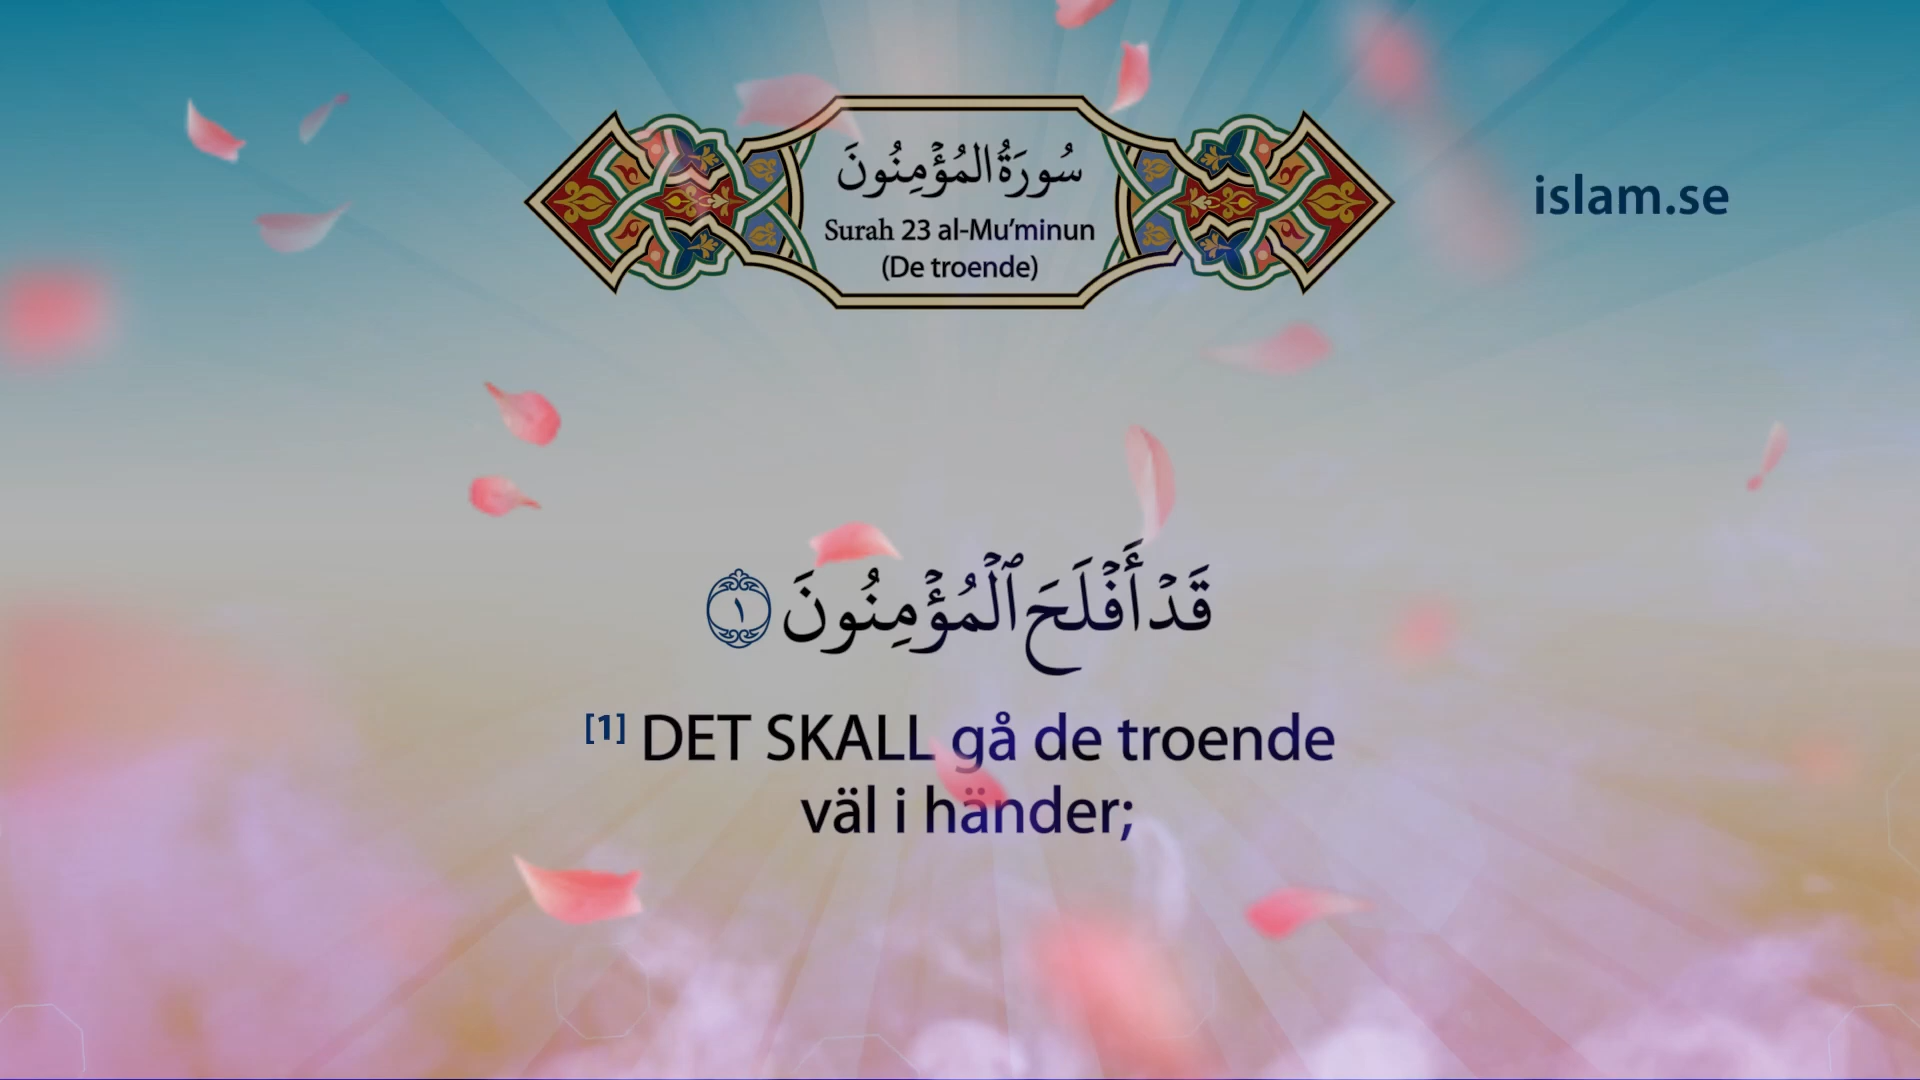 سُورَةُ المُؤۡمِنُونَ
Surah 23 al-Mu’minun
(De troende)
islam.se
قَدۡ أَفۡلَحَ ٱلۡمُؤۡمِنُونَ ١
[1] DET SKALL gå de troende
väl i händer;